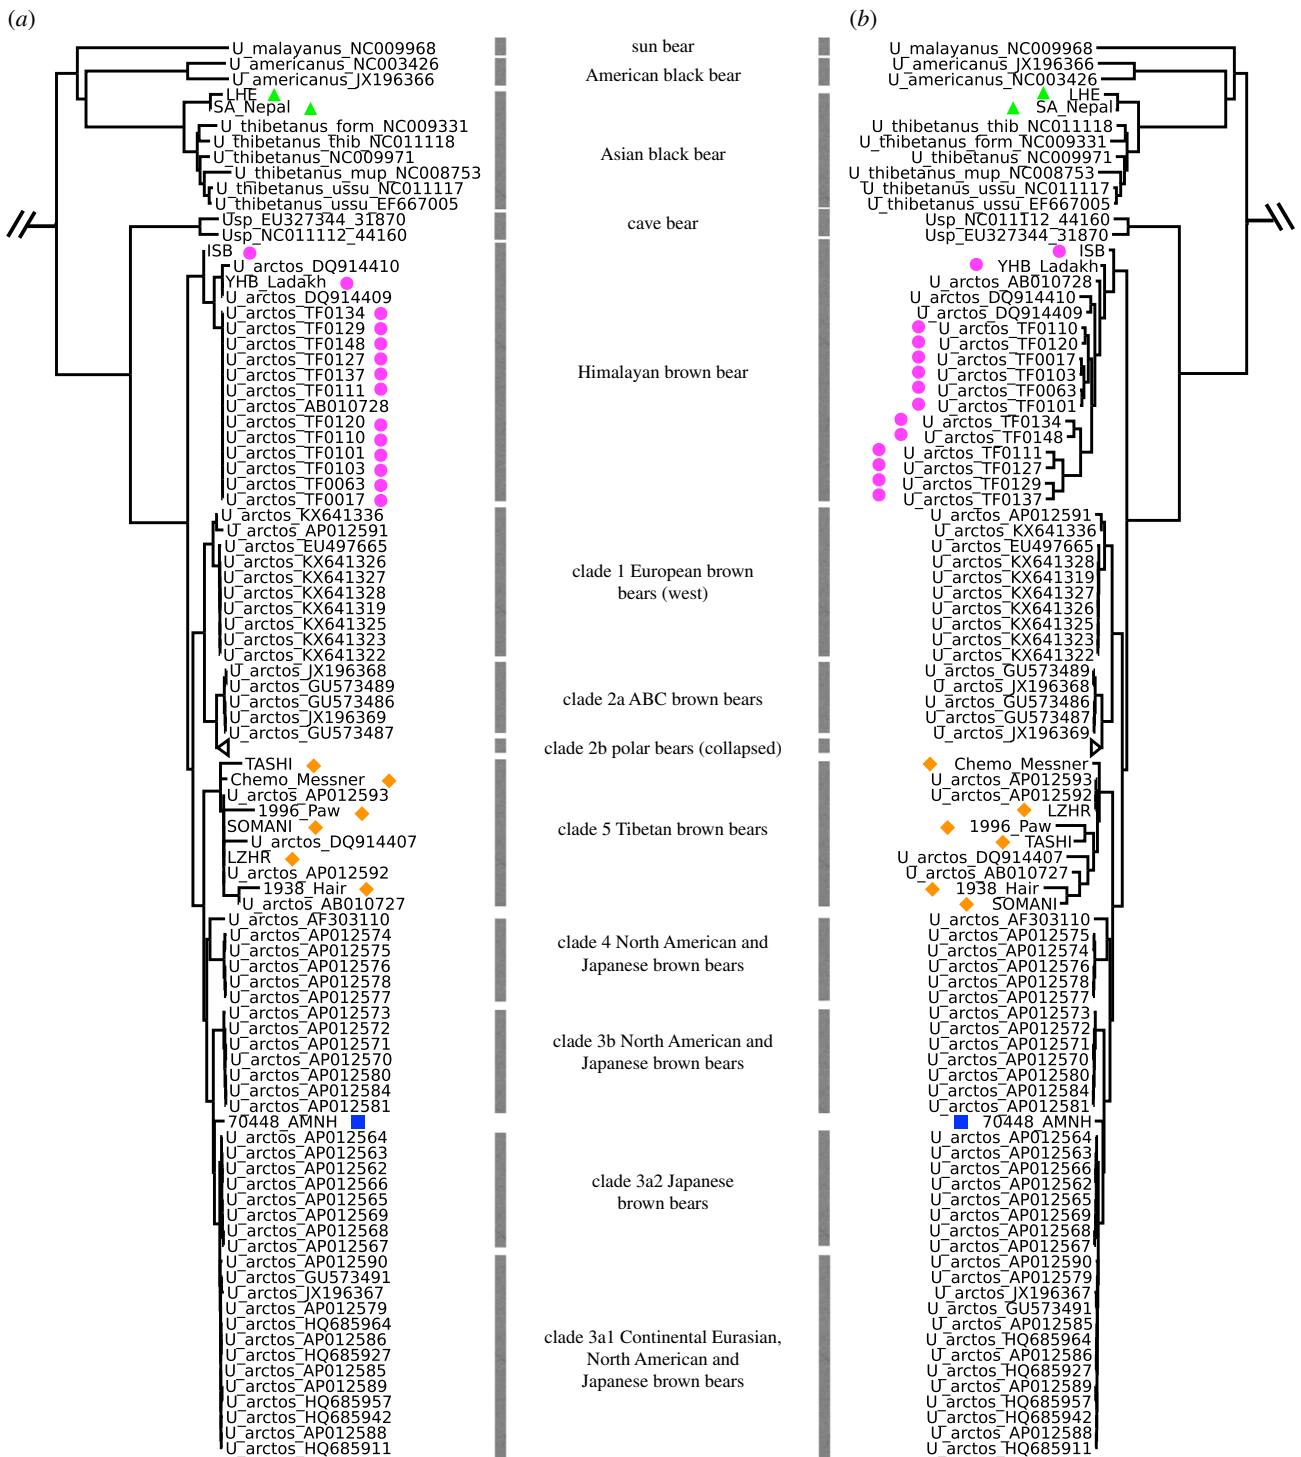 (a)
U_malayanus_NC009968
U_americanus_NC003426
U_americanus_JX196366
LHE
SA_Nepal
U_thibetanus_form_NC009331
U_thibetanus_thib_NC011118
U_thibetanus_NC009971
U_thibetanus_mup_NC008753
U_thibetanus_ussu_NC011117
U_thibetanus_ussu_EF667005
Usp_EU327344_31870
Usp_NC011112_44160
ISB
U_arctos_DQ914410
YHB_Ladakh
U_arctos_DQ914409
U_arctos_TF0134
U_arctos_TF0129
U_arctos_TF0148
U_arctos_TF0127
U_arctos_TF0137
U_arctos_TF0111
U_arctos_AB010728
U_arctos_TF0120
U_arctos_TF0110
U_arctos_TF0101
U_arctos_TF0103
U_arctos_TF0063
U_arctos_TF0017
U_arctos_KX641336
U_arctos_AP012591
U_arctos_EU497665
U_arctos_KX641326
U_arctos_KX641327
U_arctos_KX641328
U_arctos_KX641319
U_arctos_KX641325
U_arctos_KX641323
U_arctos_KX641322
U_arctos_JX196368
U_arctos_GU573489
U_arctos_GU573486
U_arctos_JX196369
U_arctos_GU573487
TASHI
Chemo_Messner
U_arctos_AP012593
1996_Paw
SOMANI
U_arctos_DQ914407
LZHR
U_arctos_AP012592
1938_Hair
U_arctos_AB010727
U_arctos_AF303110
U_arctos_AP012574
U_arctos_AP012575
U_arctos_AP012576
U_arctos_AP012578
U_arctos_AP012577
U_arctos_AP012573
U_arctos_AP012572
U_arctos_AP012571
U_arctos_AP012570
U_arctos_AP012580
U_arctos_AP012584
U_arctos_AP012581
70448_AMNH
U_arctos_AP012564
U_arctos_AP012563
U_arctos_AP012562
U_arctos_AP012566
U_arctos_AP012565
U_arctos_AP012569
U_arctos_AP012568
U_arctos_AP012567
U_arctos_AP012590
U_arctos_GU573491
U_arctos_JX196367
U_arctos_AP012579
U_arctos_HQ685964
U_arctos_AP012586
U_arctos_HQ685927
U_arctos_AP012585
U_arctos_AP012589
U_arctos_HQ685957
U_arctos_HQ685942
U_arctos_AP012588
U_arctos_HQ685911
sun bear
American black bear
Asian black bear
cave bear
Himalayan brown bear
clade 1 European brown
bears (west)
clade 2a ABC brown bears
clade 2b polar bears (collapsed)
clade 5 Tibetan brown bears
clade 4 North American and
Japanese brown bears
clade 3b North American and
Japanese brown bears
clade 3a2 Japanese
brown bears
clade 3a1 Continental Eurasian,
North American and
Japanese brown bears
(b)
U_malayanus_NC009968
U_americanus_JX196366
U_americanus_NC003426
LHE
SA_Nepal
U_thibetanus_thib_NC011118
U_thibetanus_form_NC009331
U_thibetanus_NC009971
U_thibetanus_mup_NC008753
U_thibetanus_ussu_NC011117
U_thibetanus_ussu_EF667005
Usp_NC011112_44160
Usp_EU327344_31870
ISB
YHB_Ladakh
U_arctos_AB010728
U_arctos_DQ914410
U_arctos_DQ914409
U_arctos_TF0110
U_arctos_TF0120
U_arctos_TF0017
U_arctos_TF0103
U_arctos_TF0063
U_arctos_TF0101
U_arctos_TF0134
U_arctos_TF0148
U_arctos_TF0111
U_arctos_TF0127
U_arctos_TF0129
U_arctos_TF0137
U_arctos_AP012591
U_arctos_KX641336
U_arctos_EU497665
U_arctos_KX641328
U_arctos_KX641319
U_arctos_KX641327
U_arctos_KX641326
U_arctos_KX641325
U_arctos_KX641323
U_arctos_KX641322
U_arctos_GU573489
U_arctos_JX196368
U_arctos_GU573486
U_arctos_GU573487
U_arctos_JX196369
Chemo_Messner
U_arctos_AP012593
U_arctos_AP012592
LZHR
1996_Paw
TASHI
U_arctos_DQ914407
U_arctos_AB010727
1938_Hair
SOMANI
U_arctos_AF303110
U_arctos_AP012575
U_arctos_AP012574
U_arctos_AP012576
U_arctos_AP012578
U_arctos_AP012577
U_arctos_AP012573
U_arctos_AP012572
U_arctos_AP012571
U_arctos_AP012570
U_arctos_AP012580
U_arctos_AP012584
U_arctos_AP012581
70448_AMNH
U_arctos_AP012564
U_arctos_AP012563
U_arctos_AP012566
U_arctos_AP012562
U_arctos_AP012565
U_arctos_AP012569
U_arctos_AP012568
U_arctos_AP012567
U_arctos_AP012590
U_arctos_AP012579
U_arctos_JX196367
U_arctos_GU573491
U_arctos_AP012585
U_arctos_HQ685964
U_arctos_AP012586
U_arctos_HQ685927
U_arctos_AP012589
U_arctos_HQ685957
U_arctos_HQ685942
U_arctos_AP012588
U_arctos_HQ685911